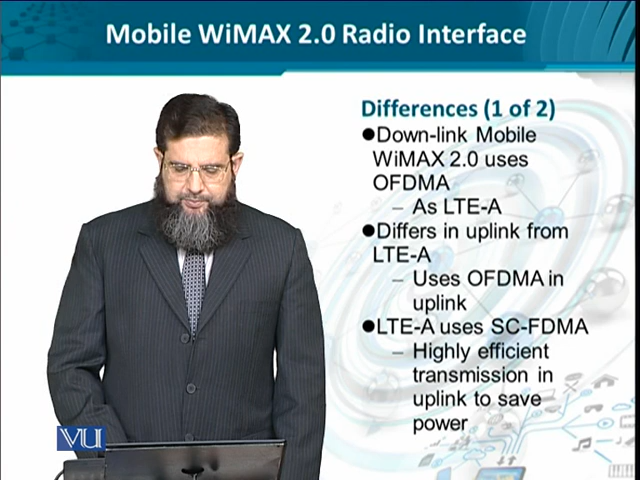 Mobile WiMAX 2.0 Radio Interface
Differences (1 of 2)
●Down-link Mobile
WiMAX 2.0 uses
OFDMA
– As LTE-A
●Differs in uplink from
LTE-A
– Uses OFDMA in
uplink
●LTE-A uses SC-FDMA
– Highly efficient
transmission in
uplink to save
power
VU